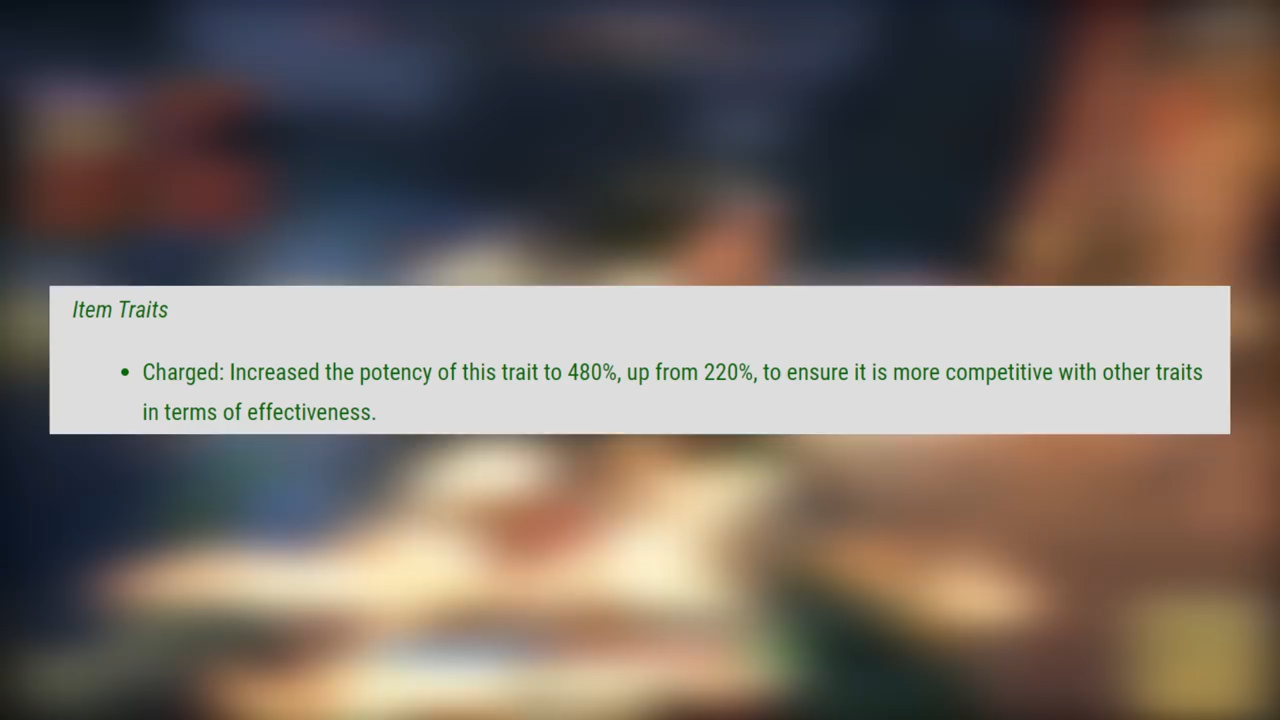 Item Traits
• Charged: Increased the potency of this trait to 480%, up from 220%, to ensure it is more competitive with other traits
in terms of effectiveness.